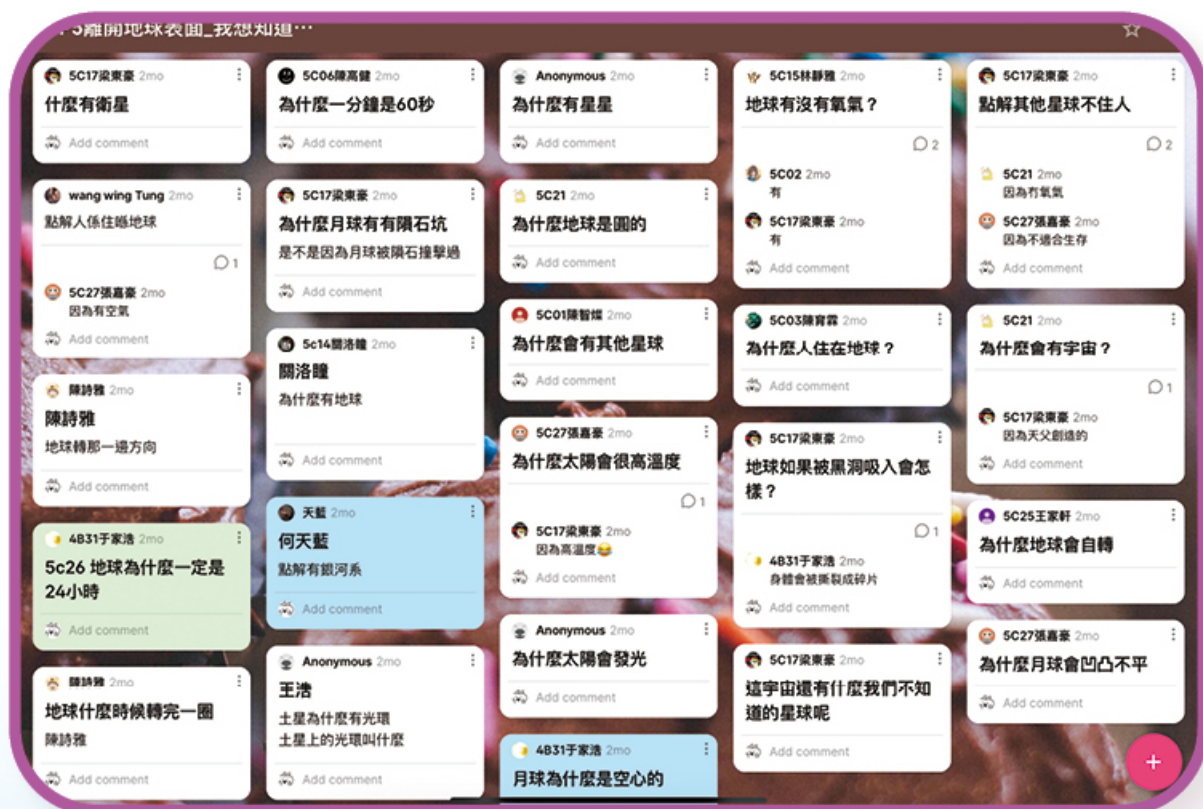 5離開地球表面_我想知道…
5C17梁東豪 2mo
什麼有衛星
Add comment
wang wing Tung 2mo
點解人係住喺地球
1
5C27張嘉豪 2mo
因為有空氣
Add comment
陳詩雅 2mo
陳詩雅
地球轉那一邊方向
Add comment
4B31于家浩 2mo
5c26 地球為什麼一定是
24小時
Add comment
陳詩雅 2mo
地球什麼時候轉完一圈
陳詩雅
Add comment
5C06陳高健 2mo
為什麼一分鐘是60秒
Add comment
5C17梁東豪 2mo
為什麼月球有有隕石坑
是不是因為月球被隕石撞擊過
Add comment
5c14關洛瞳 2mo
關洛瞳
為什麼有地球
Add comment
天藍 2mo
何天藍
點解有銀河系
Add comment
Anonymous 2mo
王浩
土星為什麼有光環
土星上的光環叫什麼
Add comment
Anonymous 2mo
為什麼有星星
Add comment
5C21 2mo
為什麼地球是圓的
Add comment
5C01陳智燦 2mo
為什麼會有其他星球
Add comment
5C27張嘉豪 2mo
為什麼太陽會很高溫度
1
5C17梁東豪 2mo
因為高溫度😂
Add comment
Anonymous 2mo
為什麼太陽會發光
Add comment
4B31于家浩 2mo
月球為什麼是空心的
5C15林靜雅 2mo
地球有沒有氧氣？
2
5C02 2mo
有
5C17梁東豪 2mo
有
Add comment
5C03陳育霖 2mo
為什麼人住在地球？
Add comment
5C17梁東豪 2mo
地球如果被黑洞吸入會怎
樣？
1
4B31于家浩 2mo
身體會被撕裂成碎片
Add comment
5C17梁東豪 2mo
這宇宙還有什麼我們不知
道的星球呢
Add comment
5C17梁東豪 2mo
點解其他星球不住人
2
5C21 2mo
因為冇氧氣
5C27張嘉豪 2mo
因為不適合生存
Add comment
5C21 2mo
為什麼會有宇宙？
1
5C17梁東豪 2mo
因為天父創造的
Add comment
5C25王家軒 2mo
為什麼地球會自轉
Add comment
5C27張嘉豪 2mo
為什麼月球會凹凸不平
Add comment